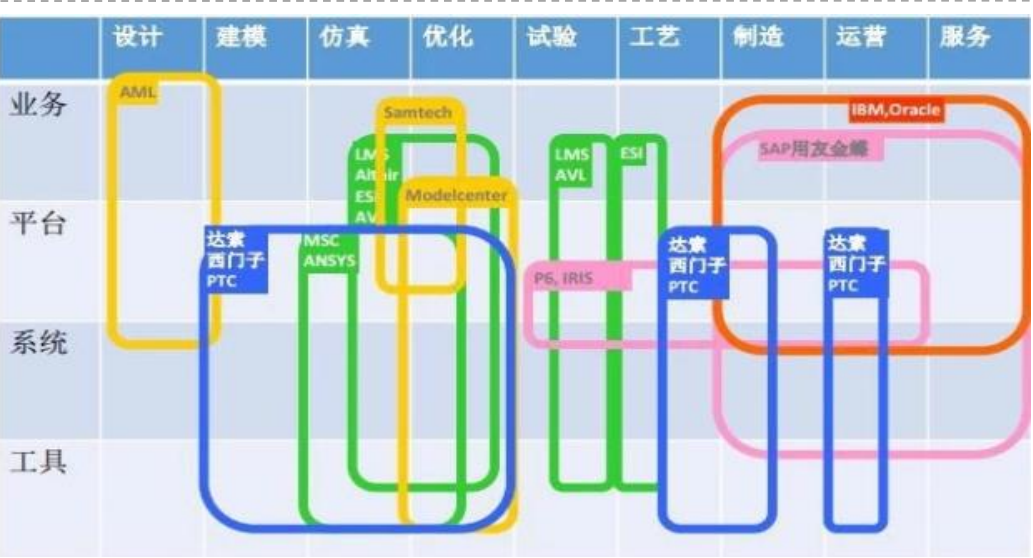 设计 建模 仿真 优化 试验 工艺 制造 运营 服务
业务
AML
Samtech
IBM,Oracle
LMS
Altair
ESI
LMS
AVL
ESI
SAP用友金蝶
Modelcenter
平台
达索
西门子
PTC
MSC
ANSYS
P6, IRIS
达索
西门子
PTC
达索
西门子
PTC
系统
工具